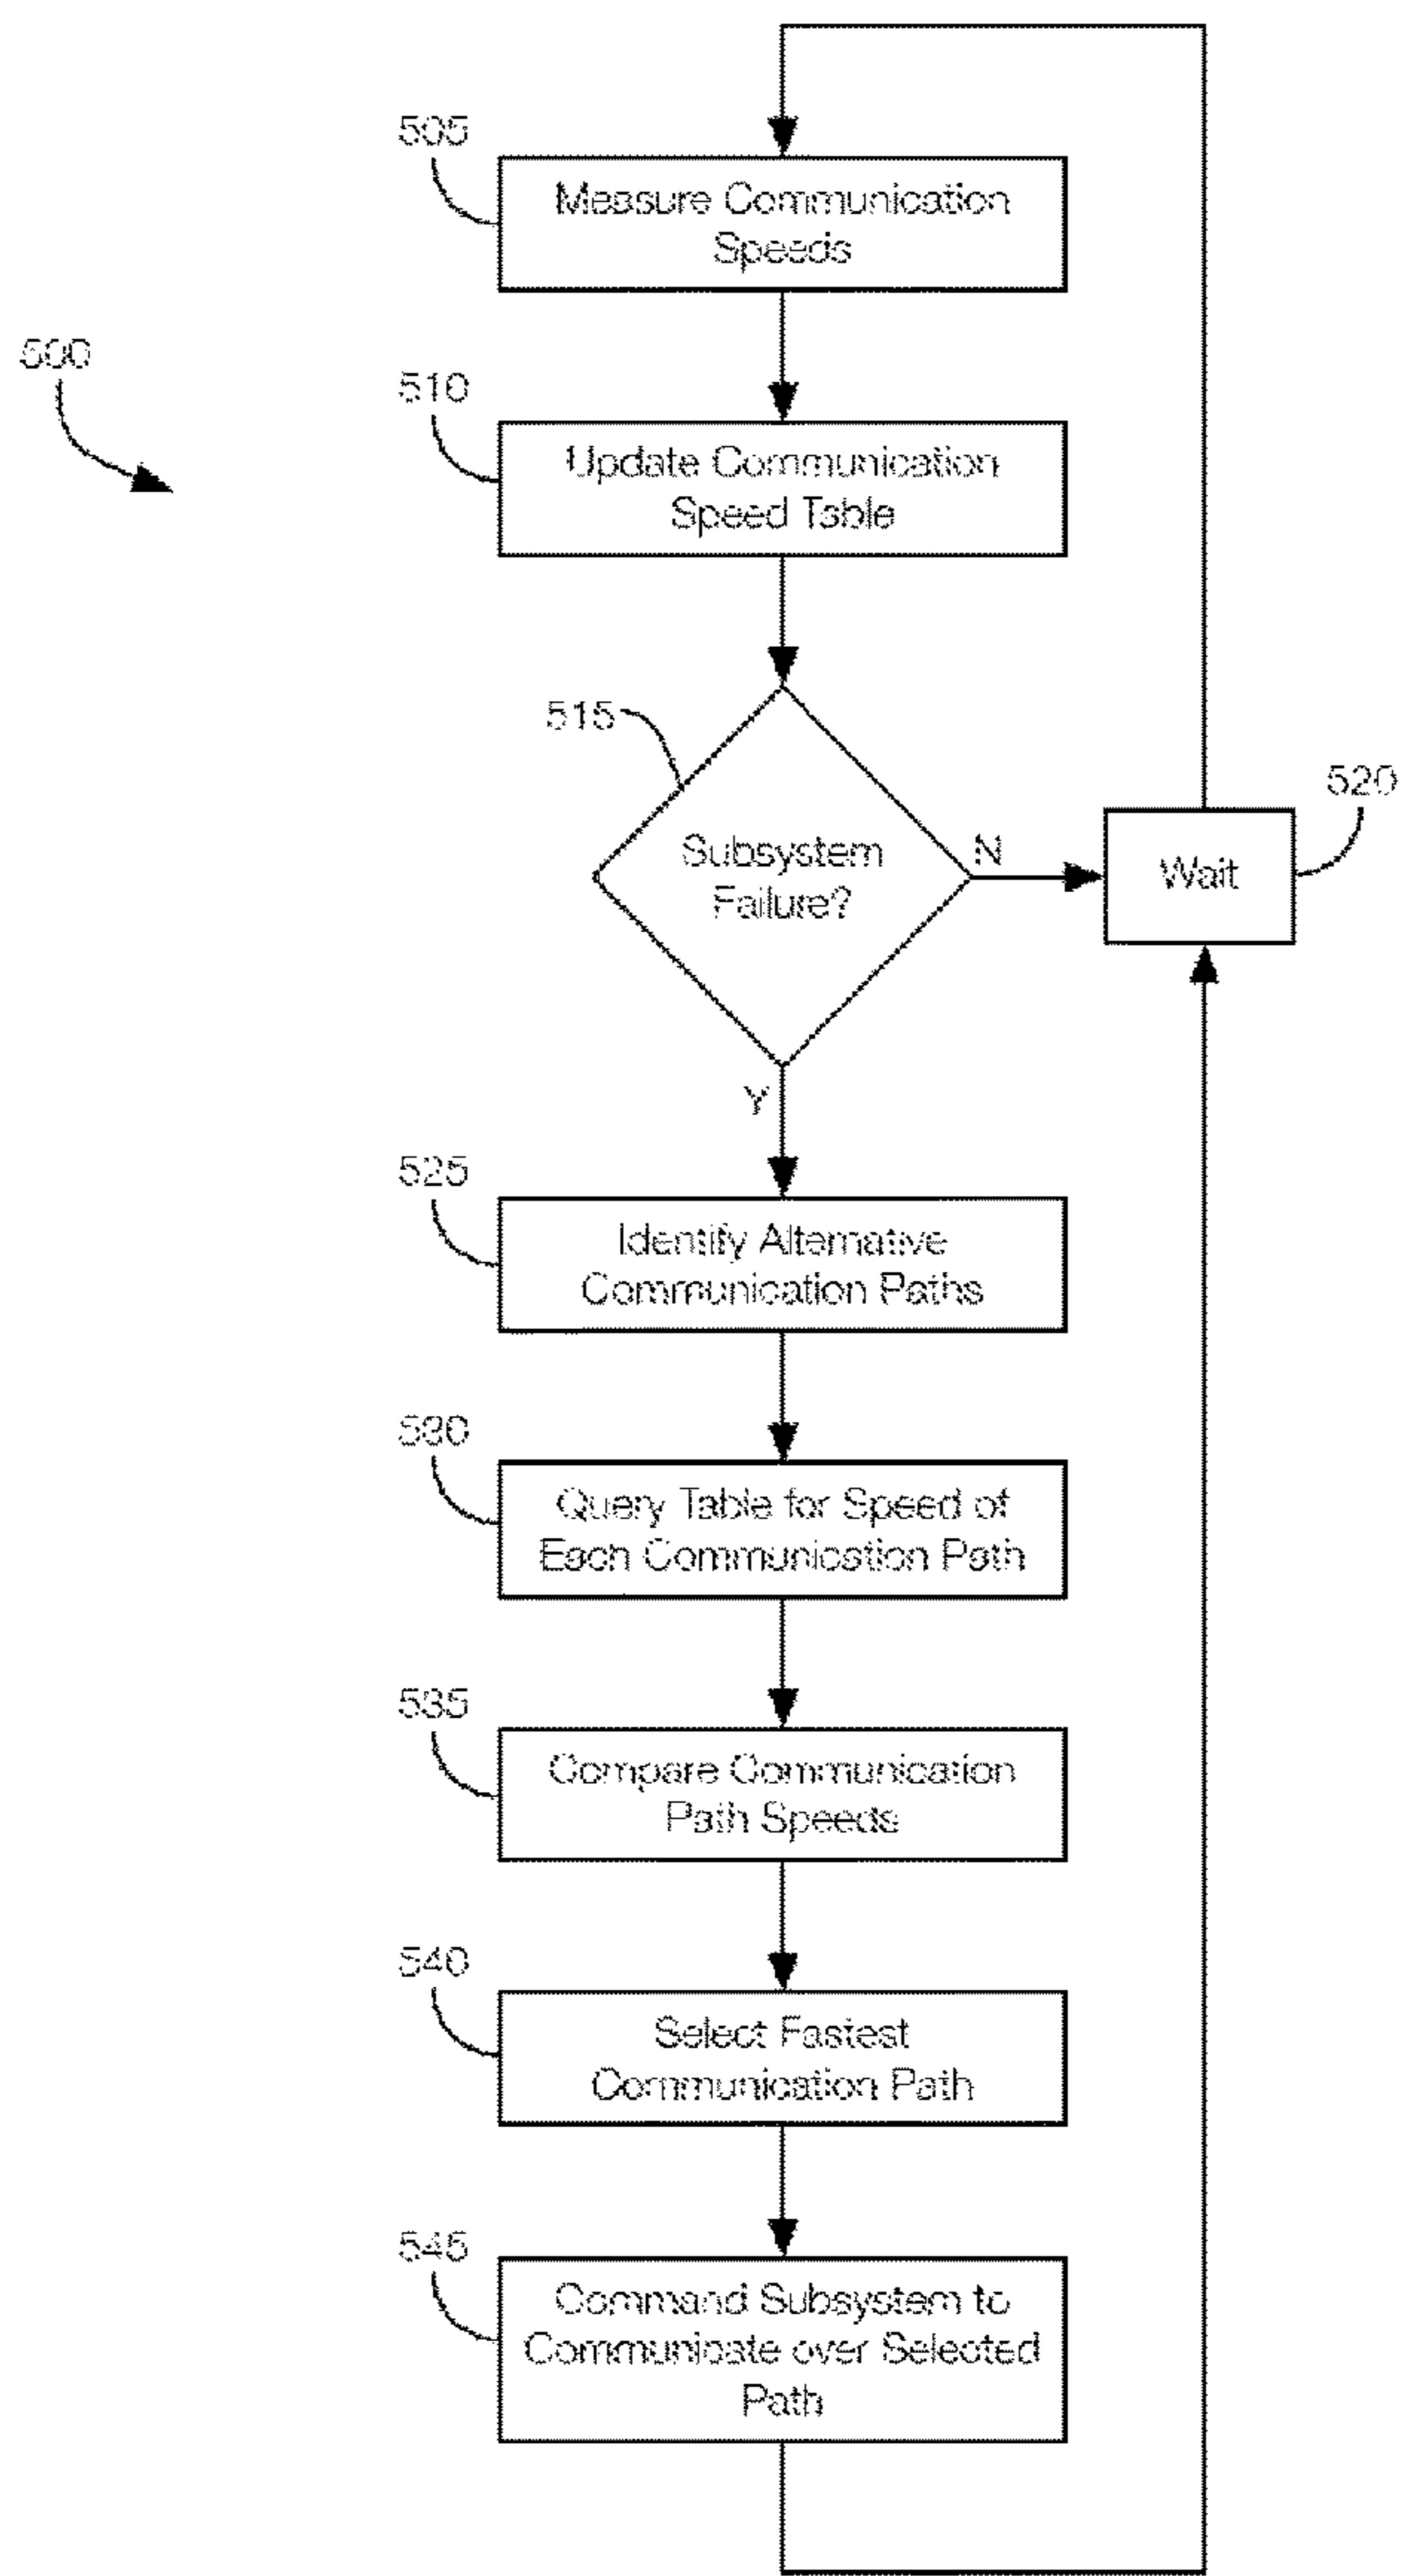 505
Measure Communication
Speeds
500
510
Update Communication
Speed Table
515
Subsystem
Failure?
N
520
Wait
Y
525
Identify Alternative
Communication Paths
530
Query Table for Speed of
Each Communication Path
535
Compare Communication
Path Speeds
540
Select Fastest
Communication Path
545
Command Subsystem to
Communicate over Selected
Path